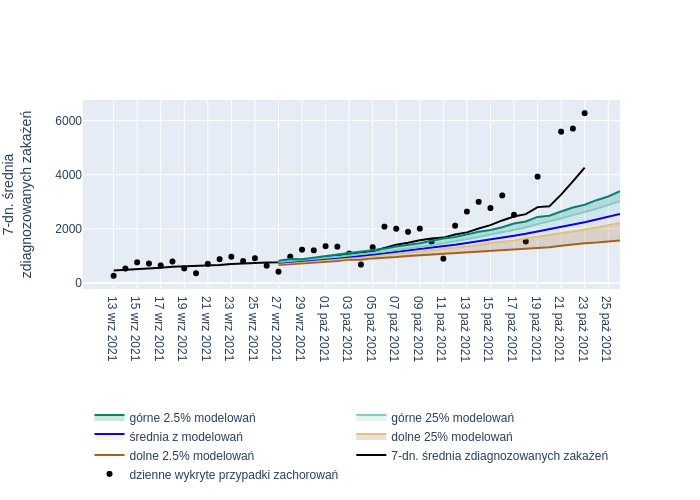 7-dn. średnia
zdiagnozowanych zakażeń
6000
4000
2000
0
13 wrz 2021
15 wrz 2021
17 wrz 2021
19 wrz 2021
21 wrz 2021
23 wrz 2021
25 wrz 2021
27 wrz 2021
29 wrz 2021
01 paź 2021
03 paź 2021
05 paź 2021
07 paź 2021
09 paź 2021
11 paź 2021
13 paź 2021
15 paź 2021
17 paź 2021
19 paź 2021
21 paź 2021
23 paź 2021
25 paź 2021
górne 2.5% modelowań
górne 25% modelowań
średnia z modelowań
dolne 25% modelowań
dolne 2.5% modelowań
7-dn. średnia zdiagnozowanych zakażeń
dzienne wykryte przypadki zachorowań